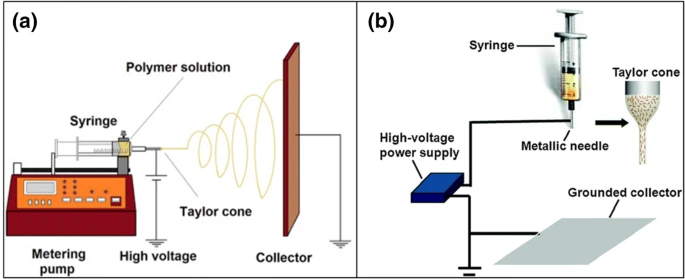 (a)
Polymer solution
Syringe
Taylor cone
Metering
pump
High voltage
Collector
(b)
Syringe
Taylor cone
High-voltage
power supply
Metallic needle
Grounded collector